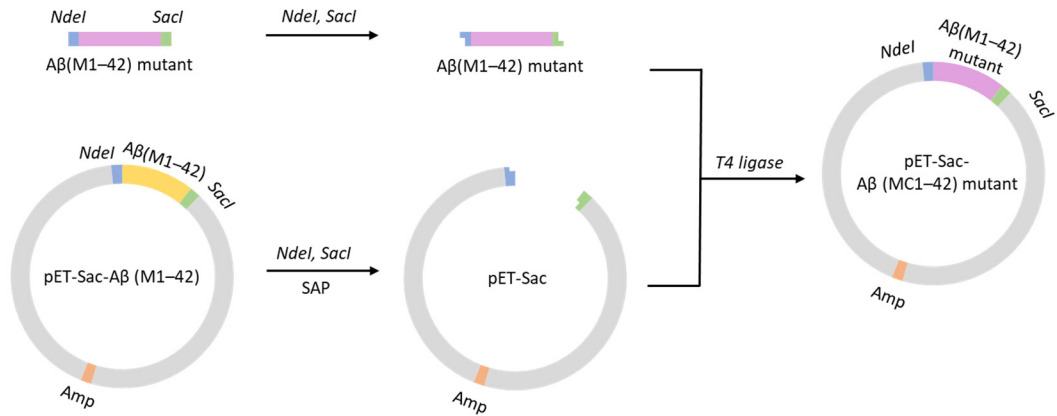 NdeI SacI
Aβ(M1–42) mutant
NdeI, SacI
Aβ(M1–42) mutant
NdeI Aβ(M1–42) SacI
pET-Sac-Aβ (M1–42)
Amp
NdeI, SacI
SAP
pET-Sac
Amp
T4 ligase
NdeI Aβ(M1–42)
mutant
SacI
pET-Sac-
Aβ (MC1–42) mutant
Amp